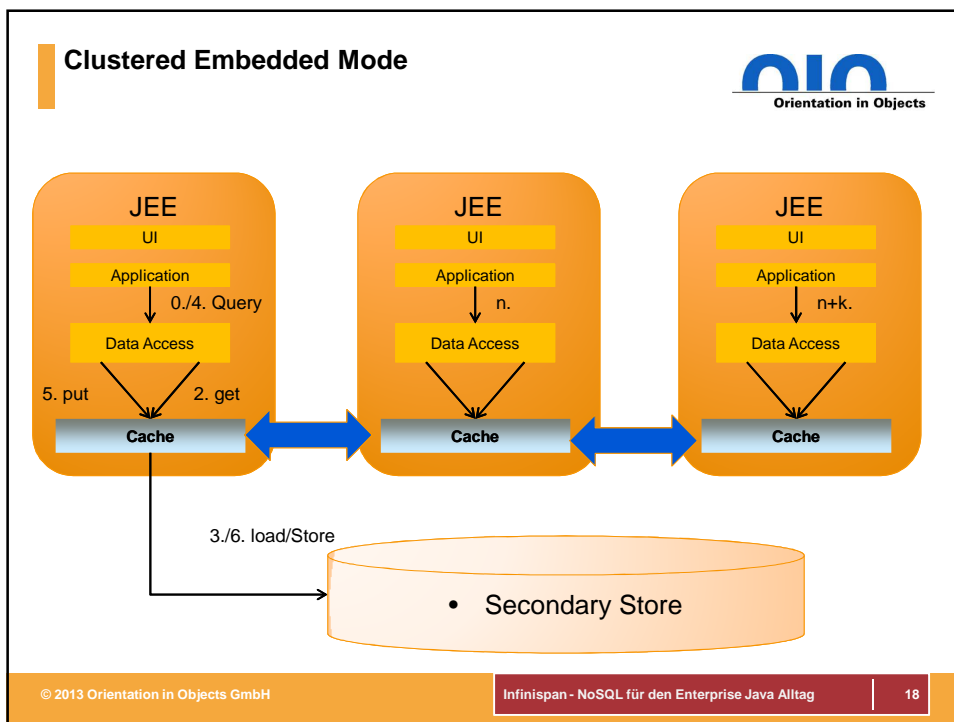 Clustered Embedded Mode
OIO
Orientation in Objects
JEE
UI
Application
0./4. Query
Data Access
5. put
2. get
Cache
JEE
UI
Application
n.
Data Access
Cache
JEE
UI
Application
n+k.
Data Access
Cache
3./6. load/Store
• Secondary Store
© 2013 Orientation in Objects GmbH
Infinispan - NoSQL für den Enterprise Java Alltag
18